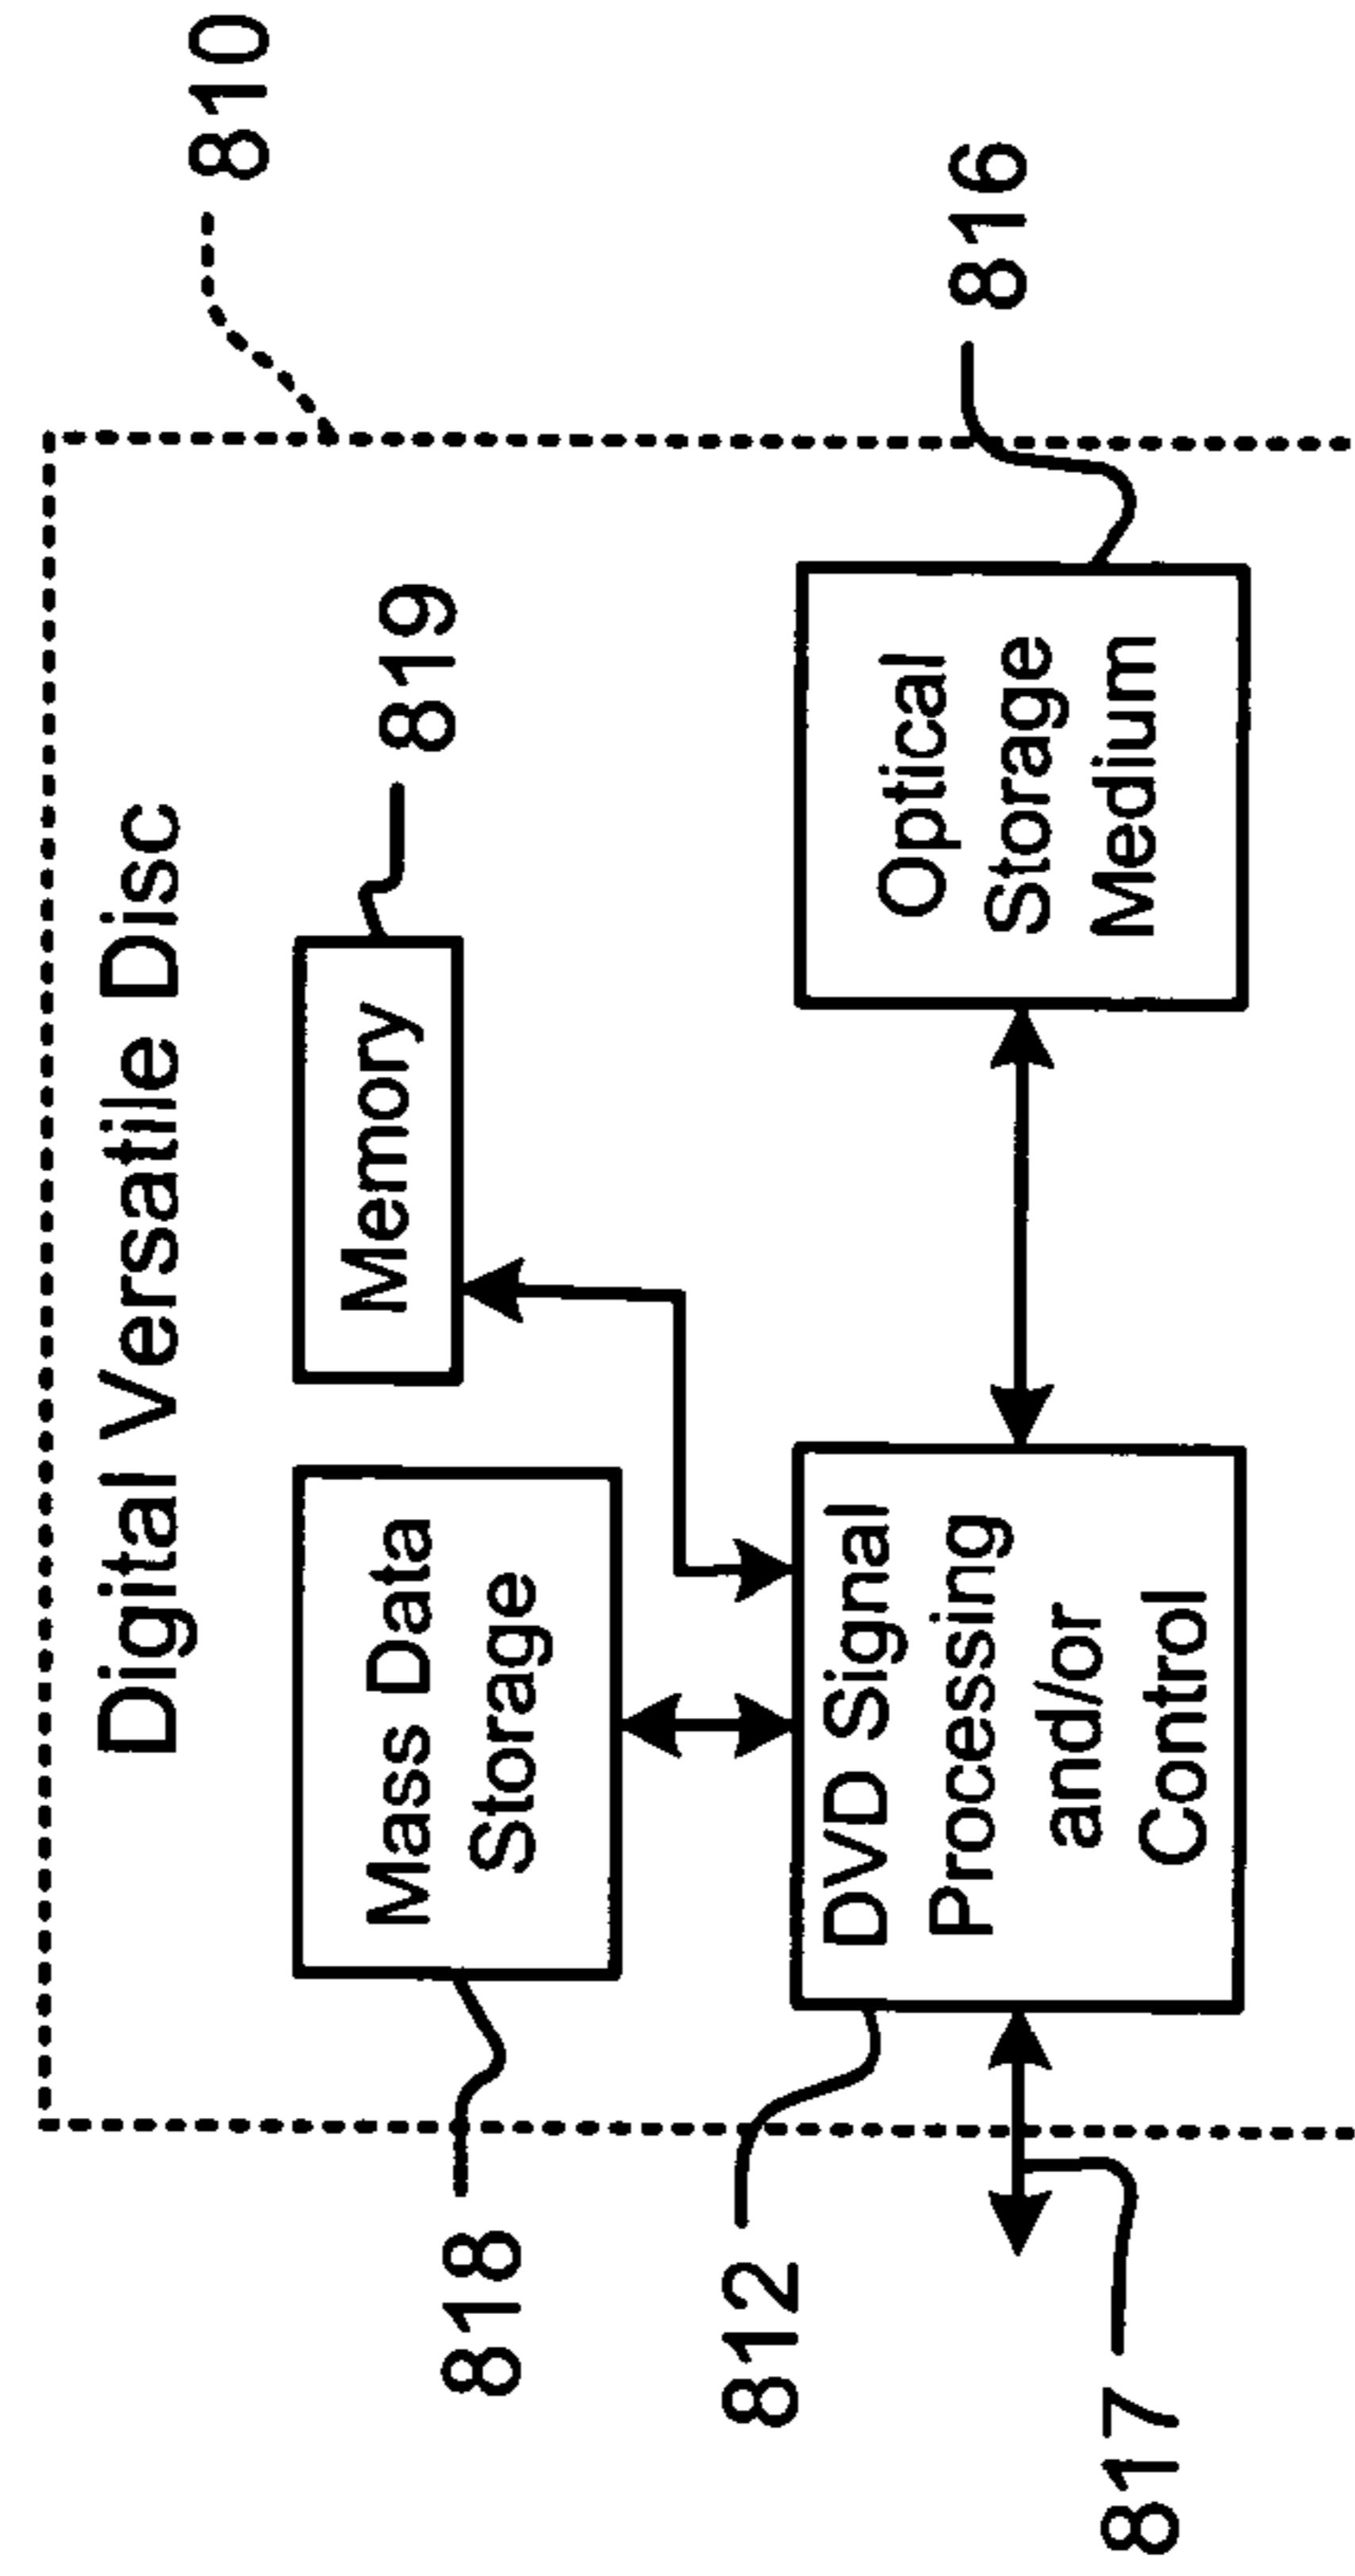 810
Digital Versatile Disc
818
Mass Data
Storage
Memory
819
812
DVD Signal
Processing
and/or
Control
Optical
Storage
Medium
816
817